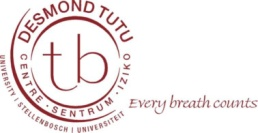 DESMOND TUTU
tb
CENTRE · SENTRUM · IZIKO
UNIVERSITY | STELLENBOSCH | UNIVERSITEIT
Every breath counts